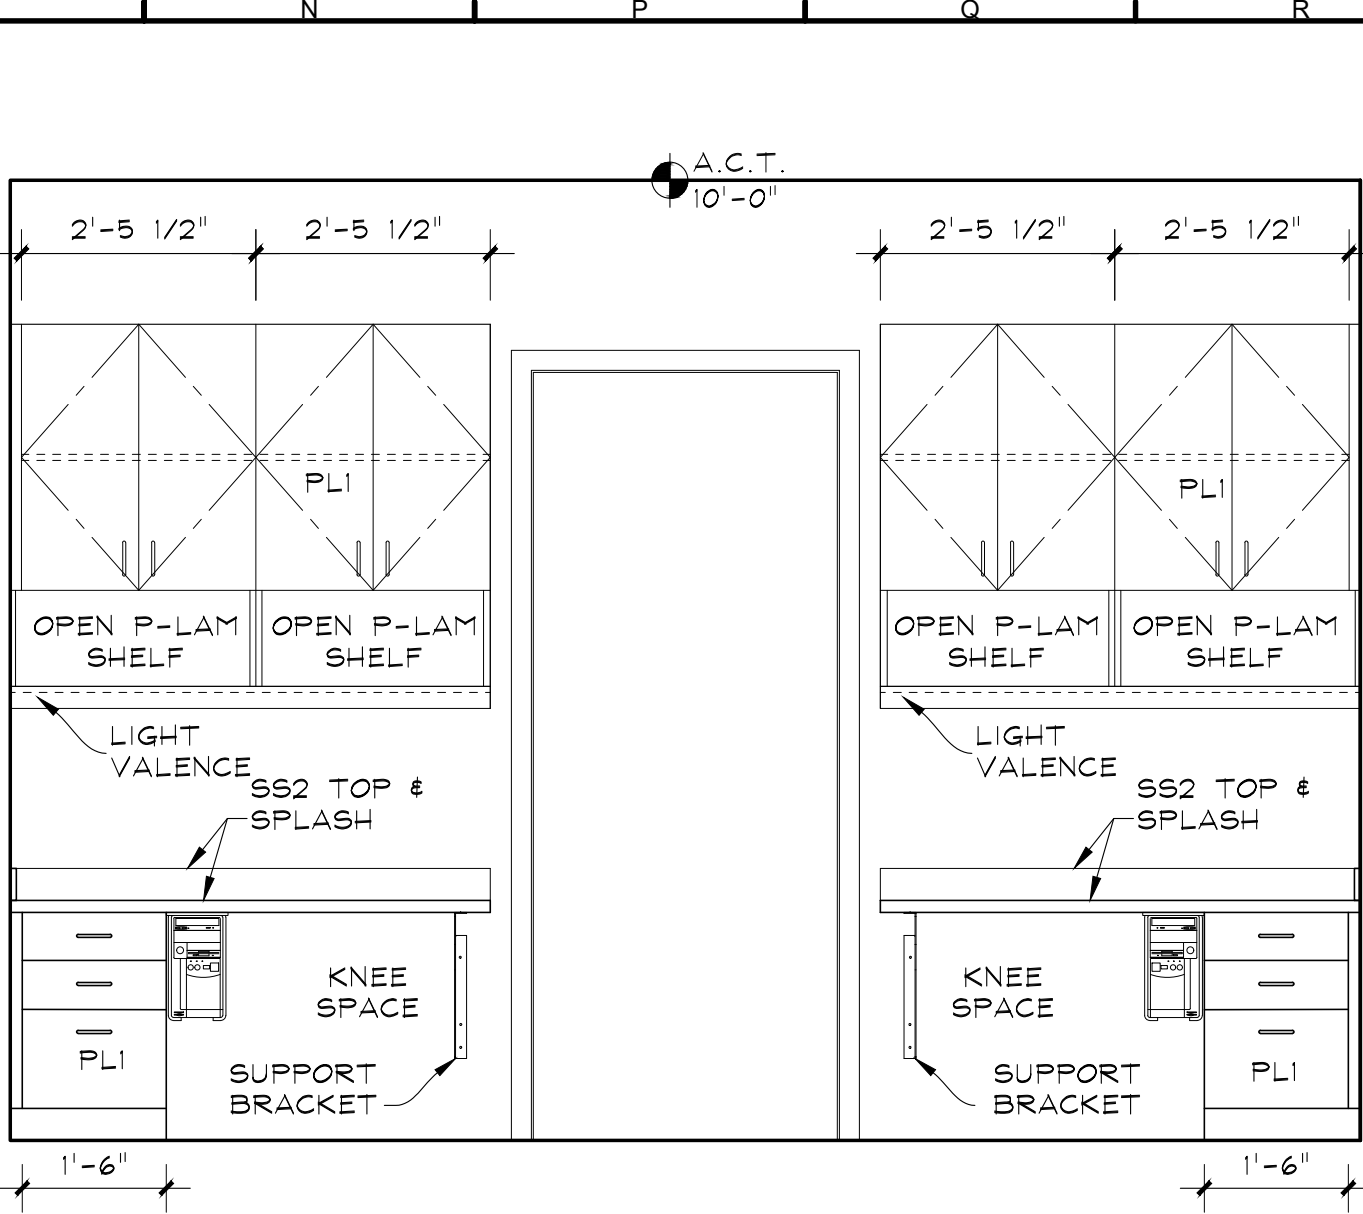 N P Q R
A.C.T.
10'-0"
2'-5 1/2" 2'-5 1/2" 2'-5 1/2" 2'-5 1/2"
PL1 PL1
OPEN P-LAM OPEN P-LAM OPEN P-LAM OPEN P-LAM
SHELF SHELF SHELF SHELF
LIGHT LIGHT
VALENCE VALENCE
SS2 TOP & SS2 TOP &
SPLASH SPLASH
KNEE KNEE
SPACE SPACE
PL1 PL1
SUPPORT SUPPORT
BRACKET BRACKET
1'-6" 1'-6"